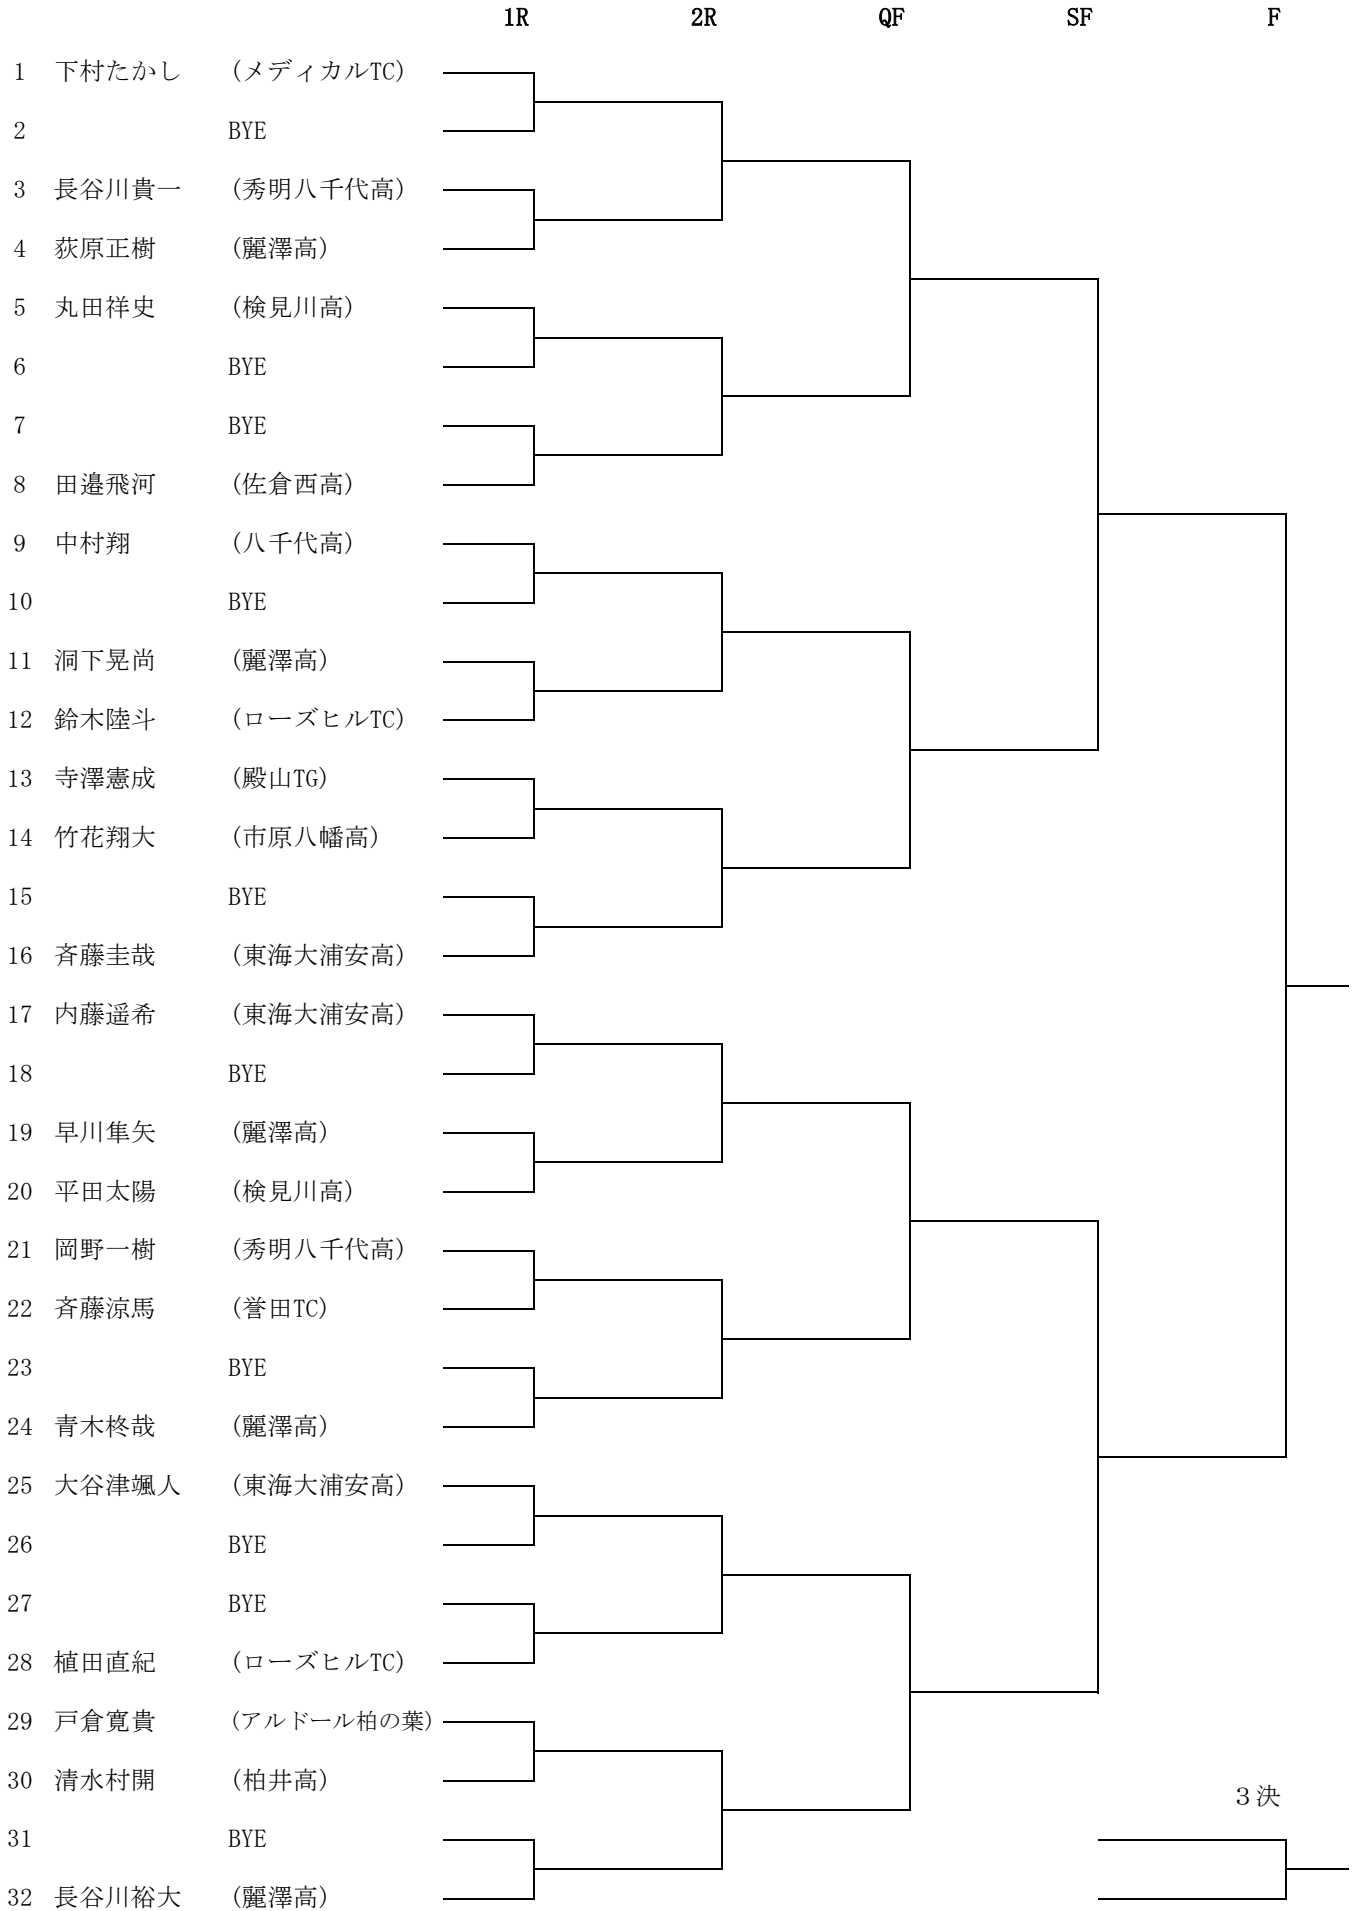 1R 2R QF SF F
1 下村たかし (メディカルTC)
2 BYE
3 長谷川貴一 (秀明八千代高)
4 荻原正樹 (麗澤高)
5 丸田祥史 (検見川高)
6 BYE
7 BYE
8 田邉飛河 (佐倉西高)
9 中村翔 (八千代高)
10 BYE
11 洞下晃尚 (麗澤高)
12 鈴木陸斗 (ローズヒルTC)
13 寺澤憲成 (殿山TG)
14 竹花翔大 (市原八幡高)
15 BYE
16 斉藤圭哉 (東海大浦安高)
17 内藤遥希 (東海大浦安高)
18 BYE
19 早川隼矢 (麗澤高)
20 平田太陽 (検見川高)
21 岡野一樹 (秀明八千代高)
22 斉藤涼馬 (誉田TC)
23 BYE
24 青木柊哉 (麗澤高)
25 大谷津颯人 (東海大浦安高)
26 BYE
27 BYE
28 植田直紀 (ローズヒルTC)
29 戸倉寛貴 (アルドール柏の葉)
30 清水村開 (柏井高)
3決
31 BYE
32 長谷川裕大 (麗澤高)